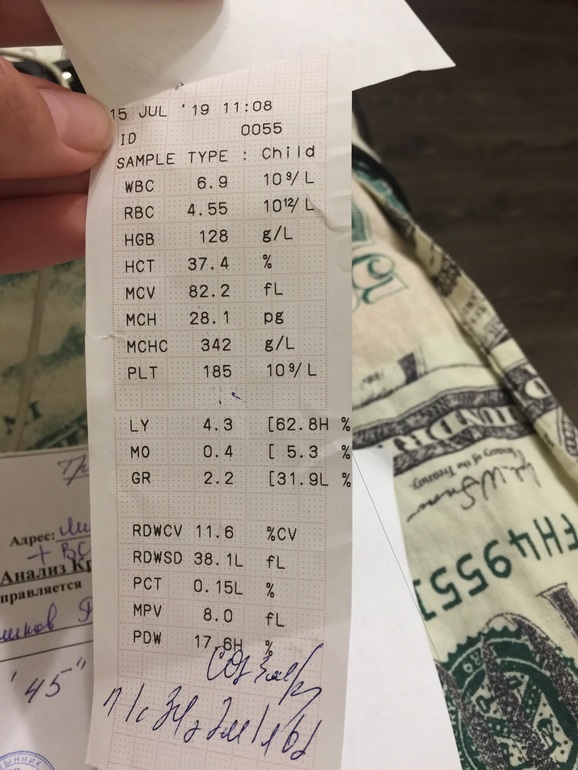 15 JUL '19 11:08
ID 0055
SAMPLE TYPE : Child
WBC 6.9 10⁹/L
RBC 4.55 10¹²/L
HGB 128 g/L
HCT 37.4 %
MCV 82.2 fL
MCH 28.1 pg
MCHC 342 g/L
PLT 185 10⁹/L
LY 4.3 [62.8H %
MO 0.4 [ 5.3 %
GR 2.2 [31.9L %
RDWCV 11.6 %CV
RDWSD 38.1L fL
PCT 0.15L %
MPV 8.0 fL
PDW 17.6H %
Адрес:
Анализ Кр
правляется
"45"